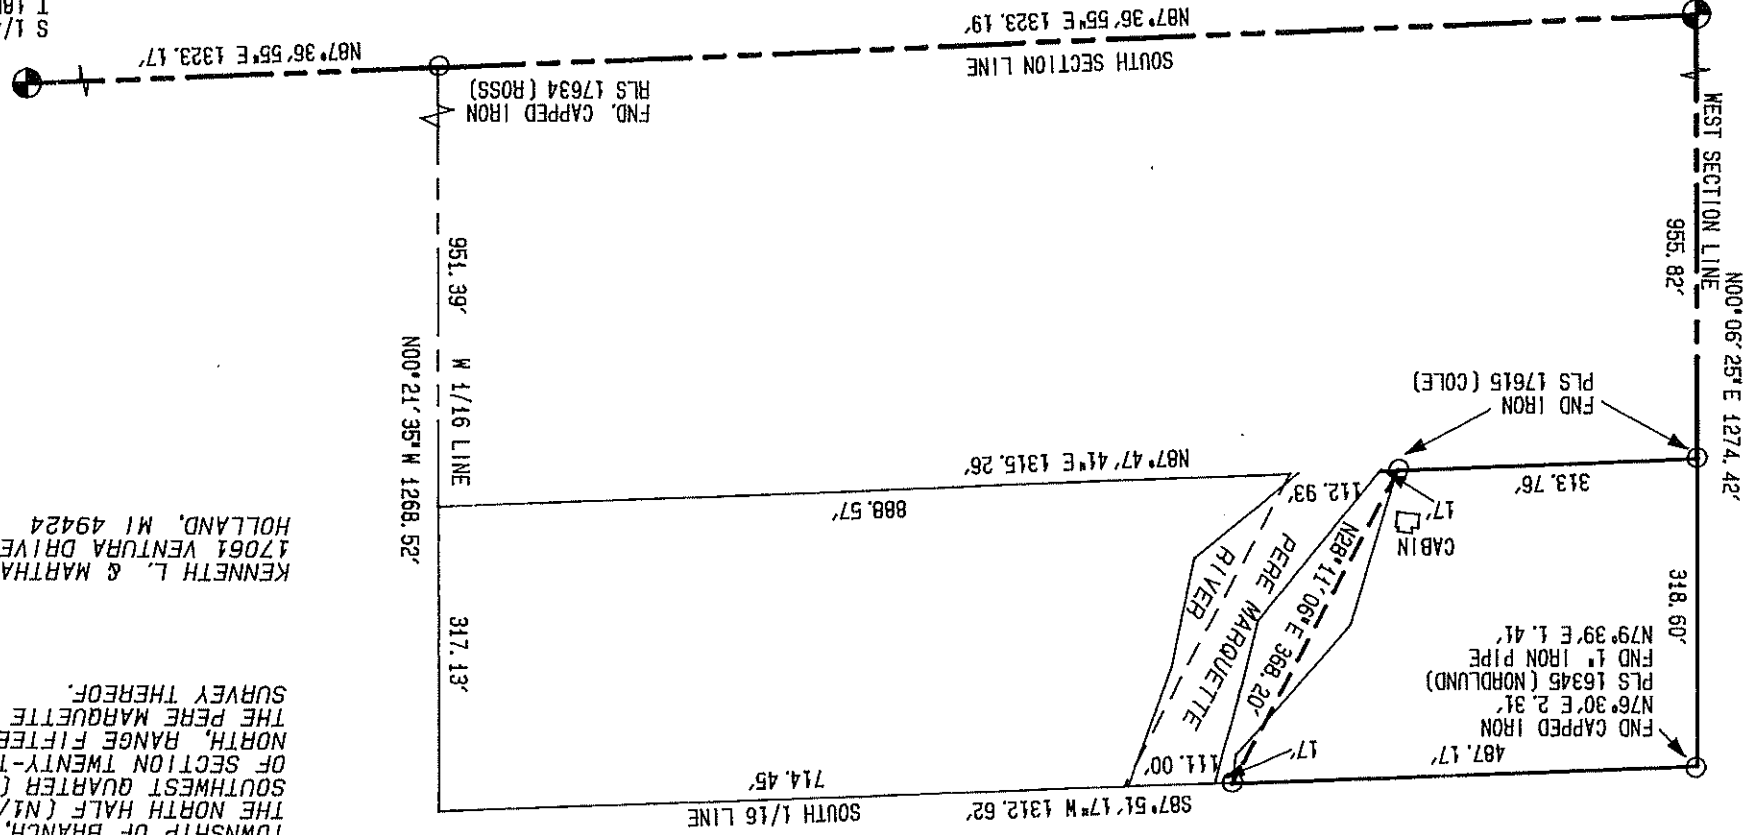 TOWNSHIP OF BRANCH,
THE NORTH HALF (N1/
SOUTHWEST QUARTER (
OF SECTION TWENTY-T
NORTH, RANGE FIFTEE
THE PERE MARQUETTE
SURVEY THEREOF.
KENNETH L. & MARTHA
17061 VENTURA DRIVE
HOLLAND, MI 49424
SOUTH 1/16 LINE
S87°51'17"W 1312.62'
714.45'
111.00'
17'
487.17'
FND CAPPED IRON
N76°30'E 2.31'
PLS 16345 (NORDLUND)
FND 1" IRON PIPE
N79°39'E 1.41'
318.60'
317.13'
PERE MARQUETTE
RIVER
N28°11'06"E 368.20'
CABIN
17'
112.93'
313.76'
888.57'
N87°47'41"E 1315.26'
FND IRON
PLS 17615 (COLE)
N00°06'25"E 1274.42'
955.82'
WEST SECTION LINE
N00°21'35"W 1268.52'
W 1/16 LINE
951.39'
FND. CAPPED IRON
RLS 17634 (ROSS)
SOUTH SECTION LINE
N87°36'55"E 1323.19'
N87°36'55"E 1323.17'
S 1/